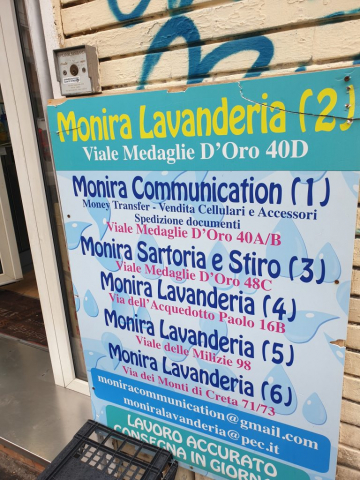 Monira Lavanderia (2)
Viale Medaglie D'Oro 40D
Monira Communication (1)
Money Transfer - Vendita Cellulari e Accessori
Spedizione documenti
Viale Medaglie D'Oro 40A/B
Monira Sartoria e Stiro (3)
Viale Medaglie D'Oro 48C
Monira Lavanderia (4)
Via dell'Acquedotto Paolo 16B
Monira Lavanderia (5)
Viale delle Milizie 98
Monira Lavanderia (6)
Via dei Monti di Creta 71/73
moniracommunication@gmail.com
moniralavanderia@pec.it
LAVORO ACCURATO
CONSEGNA IN GIORNATA